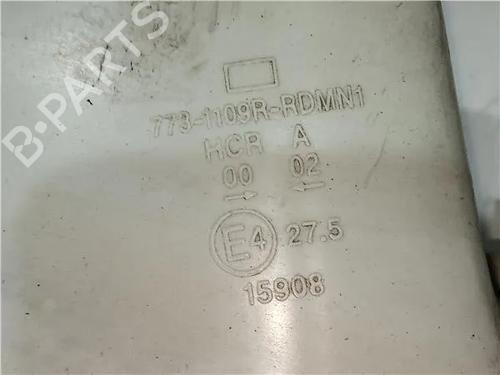 773-1109R-RDMN1
HCR A
00 02
→ ←
E4 27.5
15908
B-PARTS